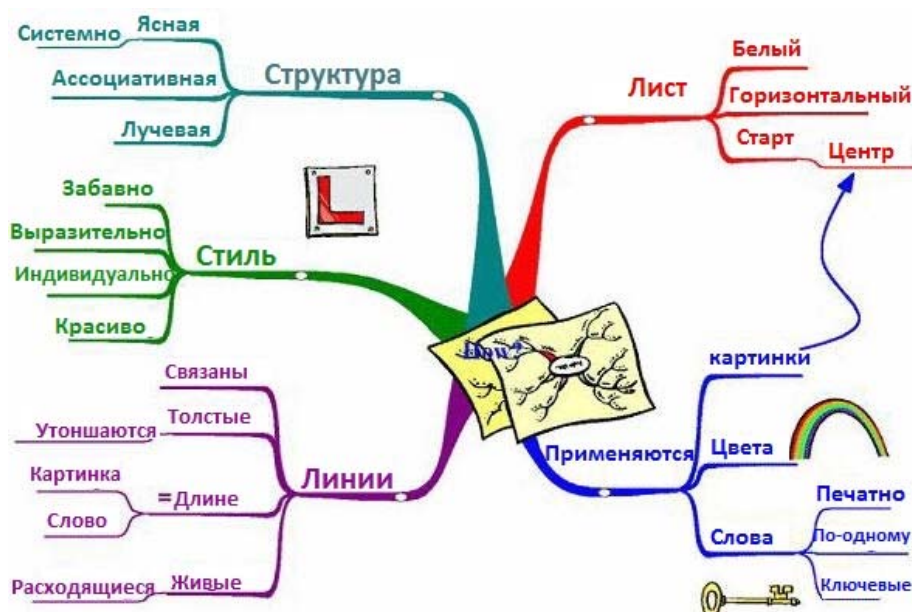 Структура
Ясная
Системно
Ассоциативная
Лучевая
Лист
Белый
Горизонтальный
Старт
Центр
L
Стиль
Забавно
Выразительно
Индивидуально
Красиво
How?
Линии
Связаны
Толстые
Утоншаются
=Длине
Картинка
Слово
Живые
Расходящиеся
Применяются
картинки
Цвета
Слова
Печатно
По-одному
Ключевые